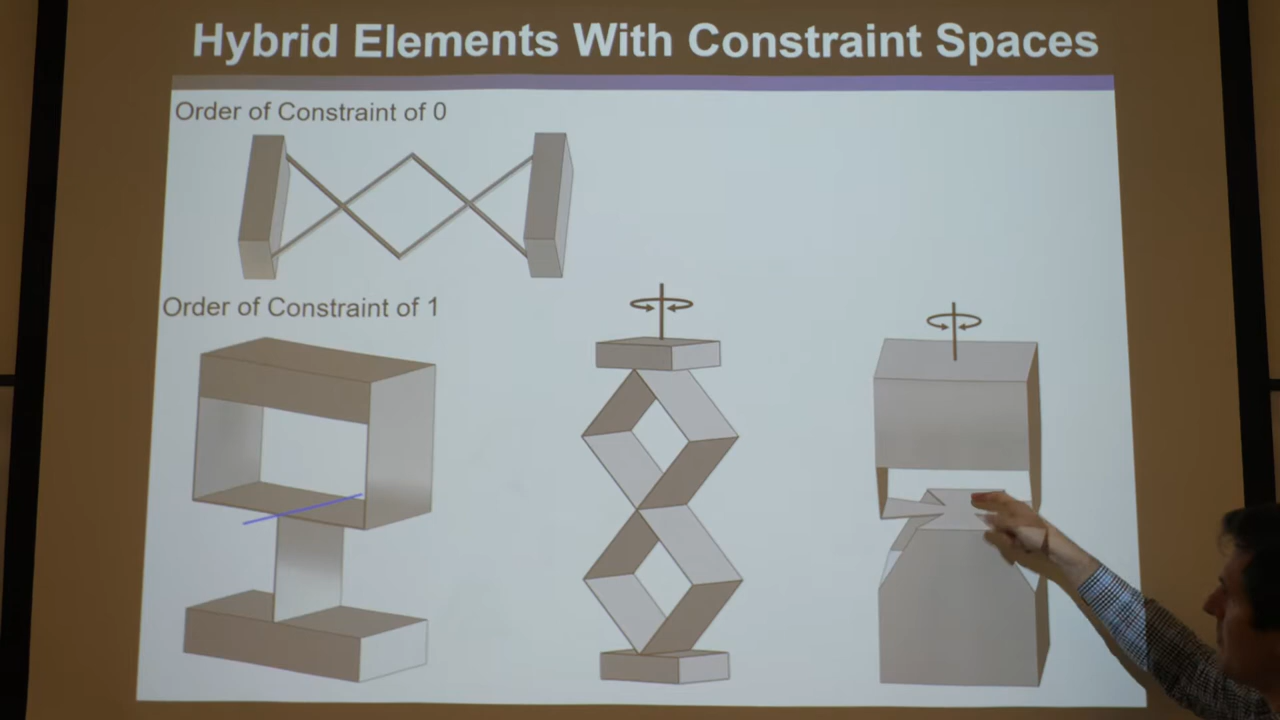 Hybrid Elements With Constraint Spaces
Order of Constraint of 0
Order of Constraint of 1